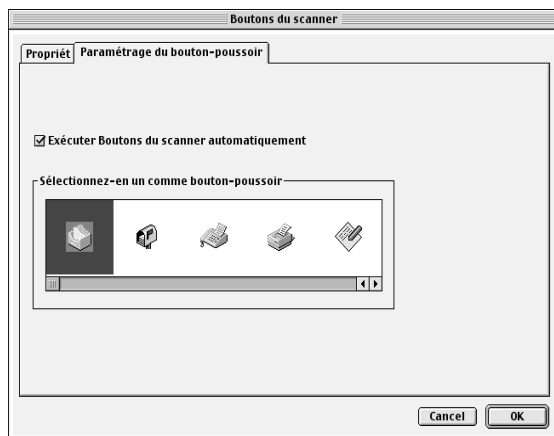 Boutons du scanner
Propriét
Paramétrage du bouton-poussoir
Exécuter Boutons du scanner automatiquement
Sélectionnez-en un comme bouton-poussoir
Cancel
OK